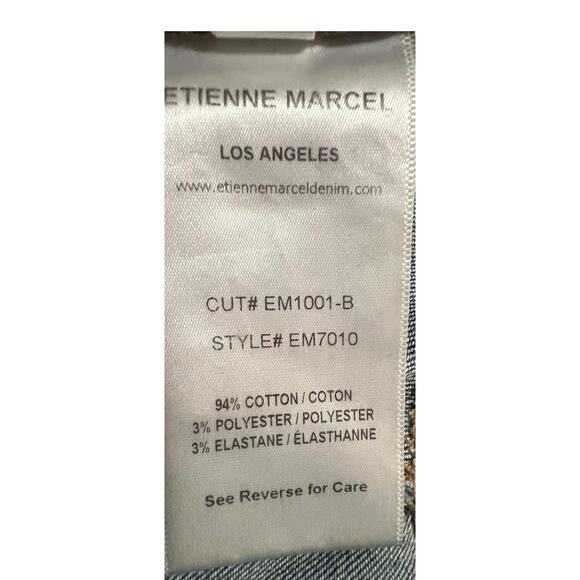 ETIENNE MARCEL
LOS ANGELES
www.etiennemarceldenim.com
CUT# EM1001-B
STYLE# EM7010
94% COTTON / COTON
3% POLYESTER / POLYESTER
3% ELASTANE / ÉLASTHANNE
See Reverse for Care